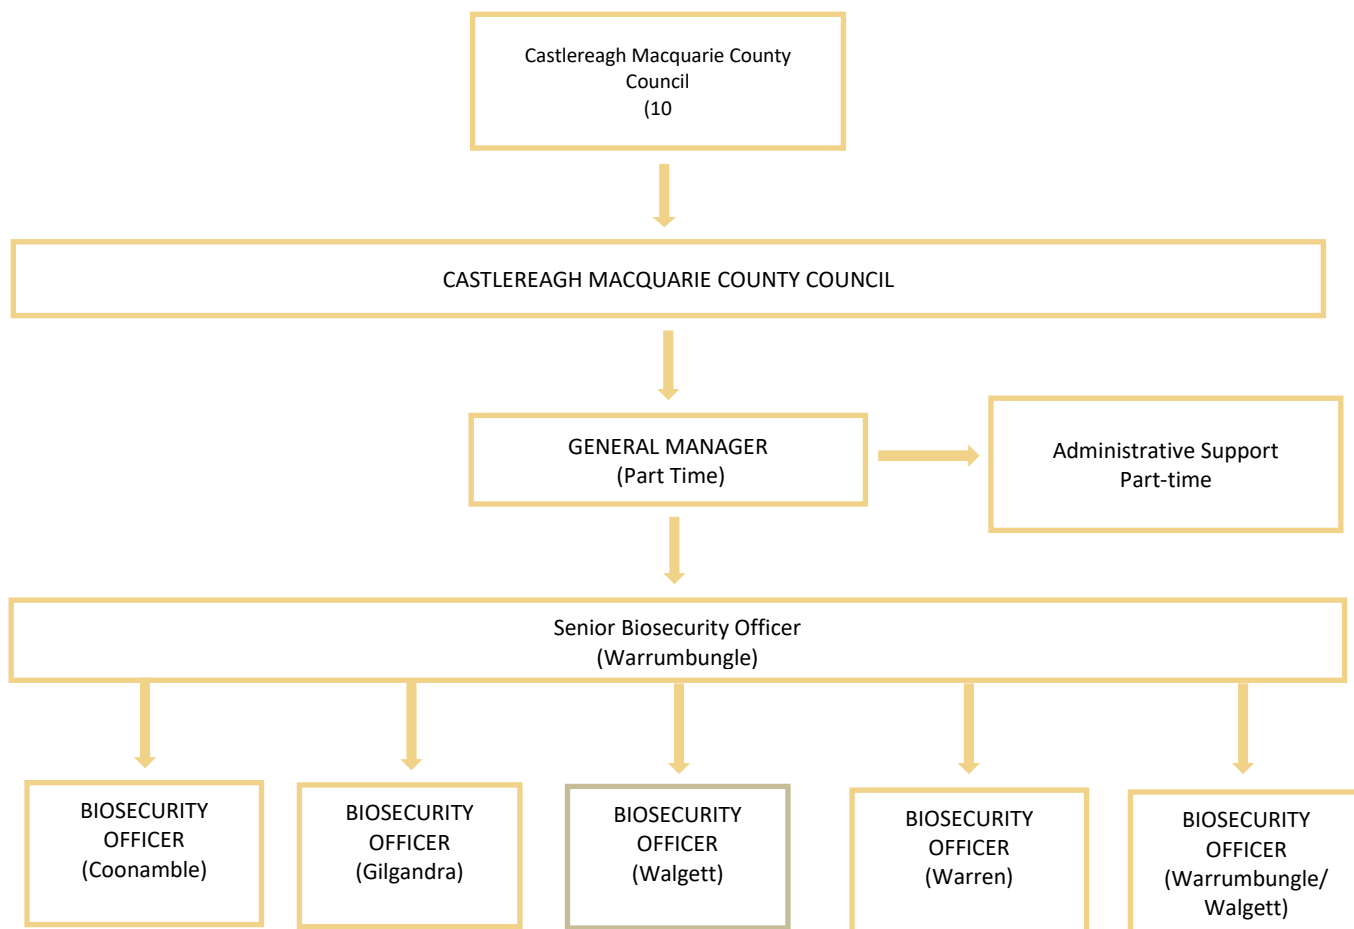 Castlereagh Macquarie County
Council
(10
CASTLEREAGH MACQUARIE COUNTY COUNCIL
GENERAL MANAGER
(Part Time)
Administrative Support
Part-time
Senior Biosecurity Officer
(Warrumbungle)
BIOSECURITY
OFFICER
(Coonamble)
BIOSECURITY
OFFICER
(Gilgandra)
BIOSECURITY
OFFICER
(Walgett)
BIOSECURITY
OFFICER
(Warren)
BIOSECURITY
OFFICER
(Warrumbungle/
Walgett)